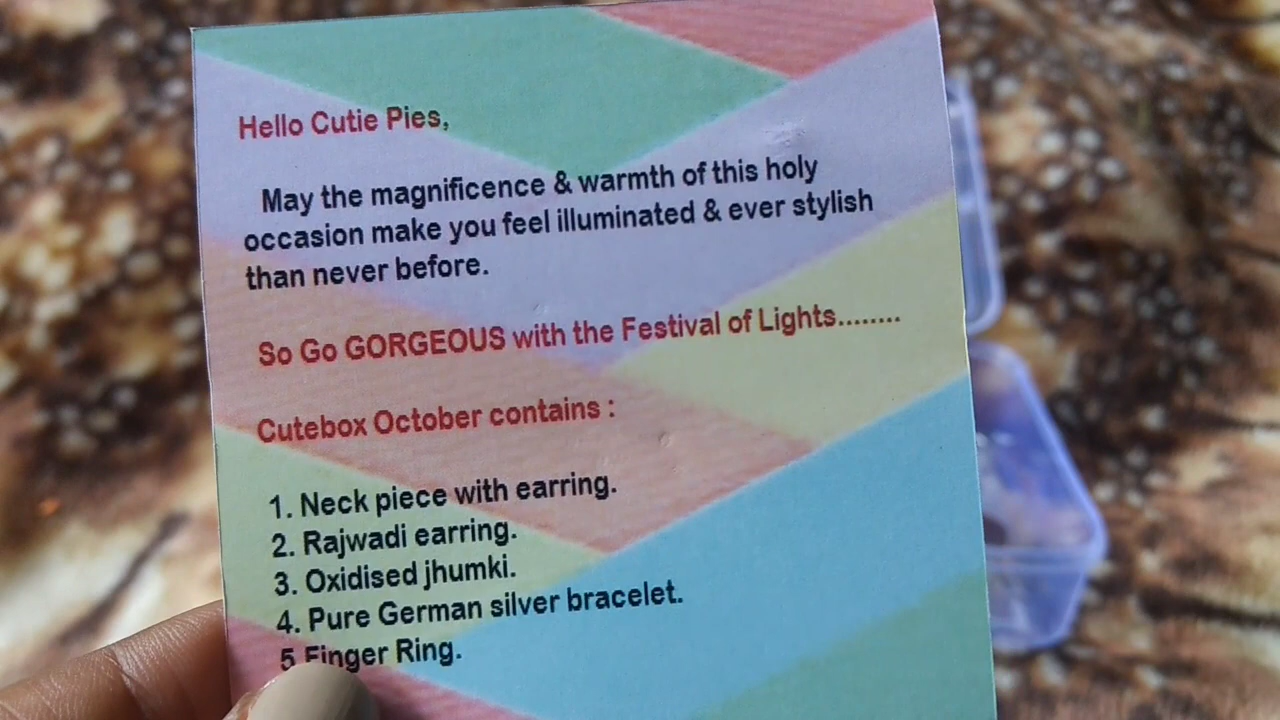 Hello Cutie Pies,
May the magnificence & warmth of this holy
occasion make you feel illuminated & ever stylish
than never before.
So Go GORGEOUS with the Festival of Lights........
Cutebox October contains :
1. Neck piece with earring.
2. Rajwadi earring.
3. Oxidised jhumki.
4. Pure German silver bracelet.
5 Finger Ring.